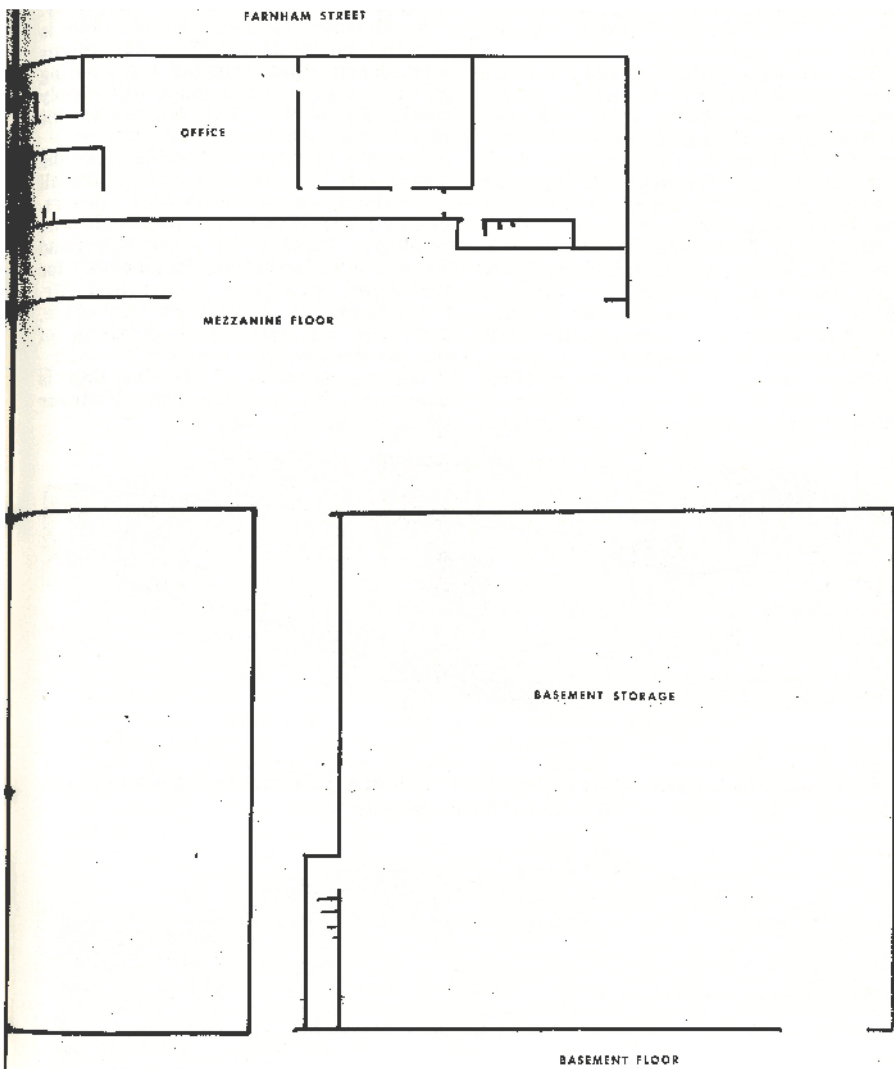 FARNHAM STREET
OFFICE
MEZZANINE FLOOR
BASEMENT STORAGE
BASEMENT FLOOR